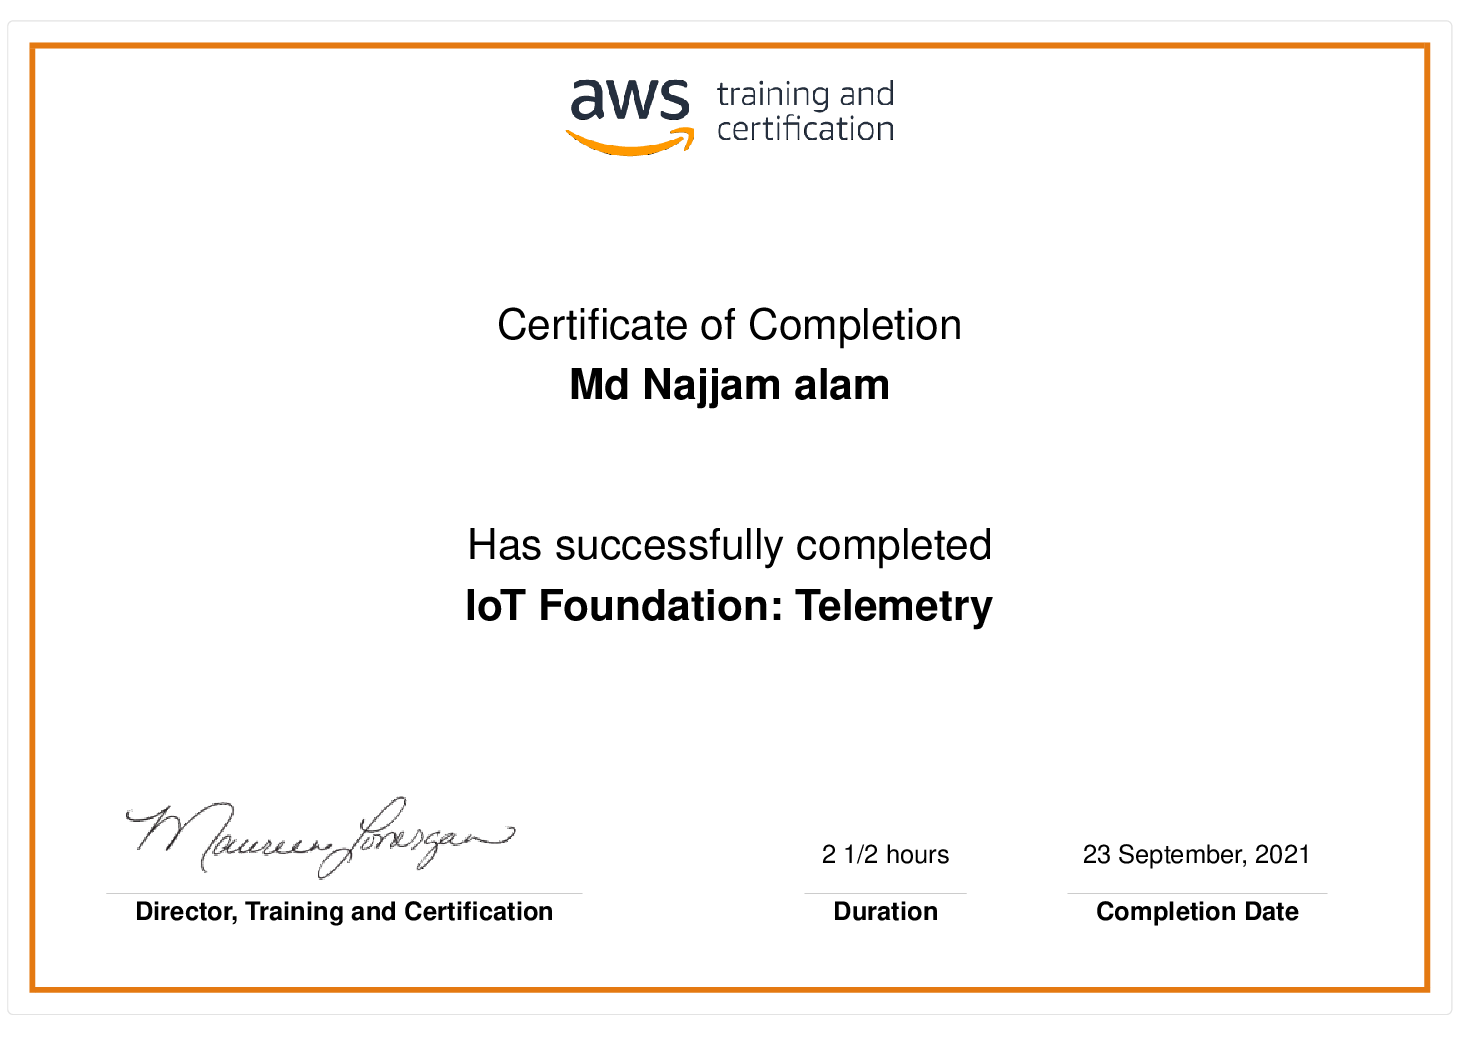 aws training and
certification
Certificate of Completion
Md Najjam alam
Has successfully completed
IoT Foundation: Telemetry
Maureen Lonergan
2 1/2 hours
23 September, 2021
Director, Training and Certification
Duration
Completion Date